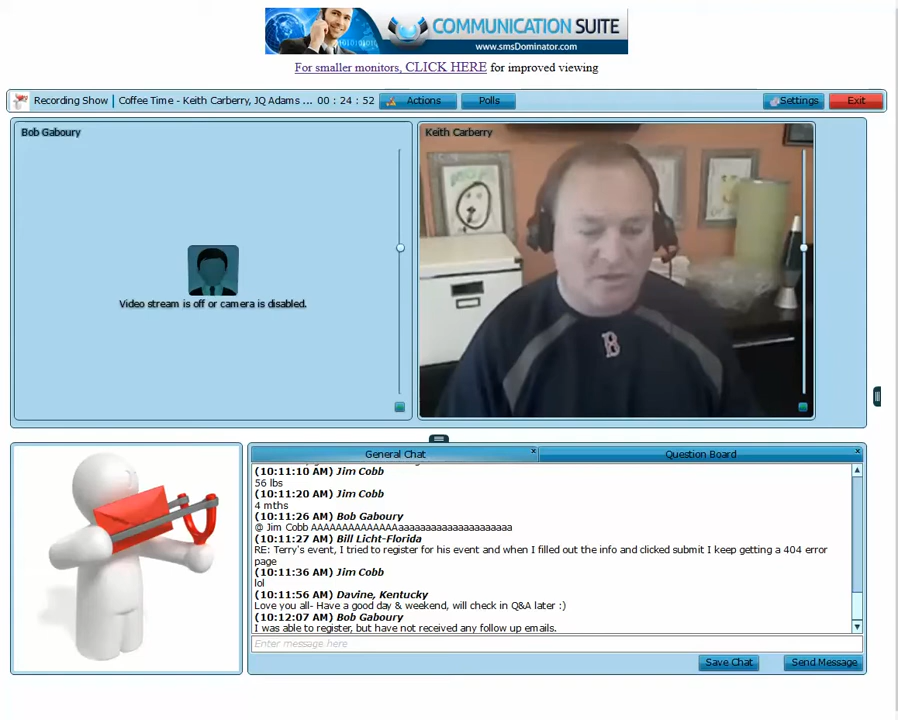 COMMUNICATION SUITE
www.smsDominator.com
For smaller monitors, CLICK HERE for improved viewing
Recording Show | Coffee Time - Keith Carberry, JQ Adams ... 00 : 24 : 52 Actions Polls Settings Exit
Bob Gaboury
Keith Carberry
B
Video stream is off or camera is disabled.
General Chat x
Question Board x
(10:11:10 AM) Jim Cobb
56 lbs
(10:11:20 AM) Jim Cobb
4 mths
(10:11:26 AM) Bob Gaboury
@ Jim Cobb AAAAAAAAAAAAAAaaaaaaaaaaaaaaaaaaaaa
(10:11:27 AM) Bill Licht-Florida
RE: Terry's event, I tried to register for his event and when I filled out the info and clicked submit I keep getting a 404 error
page
(10:11:36 AM) Jim Cobb
lol
(10:11:56 AM) Davine, Kentucky
Love you all- Have a good day & weekend, will check in Q&A later :)
(10:12:07 AM) Bob Gaboury
I was able to register, but have not received any follow up emails.
Enter message here
Save Chat
Send Message